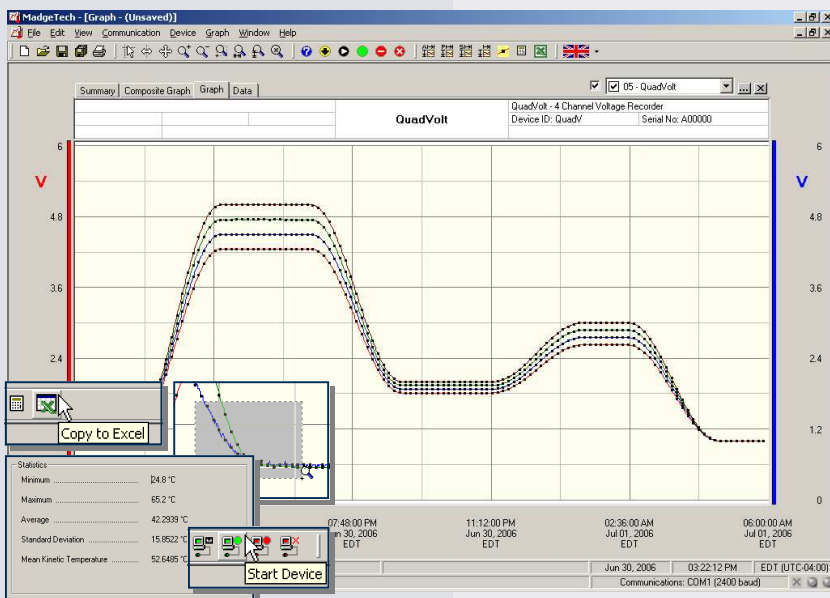 MadgeTech - [Graph - (Unsaved)]
File Edit View Communication Device Graph Window Help
Summary Composite Graph Graph Data
05 - QuadVolt
QuadVolt
QuadVolt - 4 Channel Voltage Recorder
Device ID: QuadV Serial No: A00000
V
6
4.8
3.6
2.4
V
6
4.8
3.6
2.4
1.2
0
Copy to Excel
Statistics
Minimum 24.8 °C
Maximum 65.2 °C
Average 42.2939 °C
Standard Deviation 15.8522 °C
Mean Kinetic Temperature 52.6485 °C
Start Device
07:48:00 PM
un 30, 2006
EDT
11:12:00 PM
Jun 30, 2006
EDT
02:36:00 AM
Jul 01, 2006
EDT
06:00:00 AM
Jul 01, 2006
EDT
Jun 30, 2006 03:22:12 PM EDT (UTC-04:00)
Communications: COM1 (2400 baud)